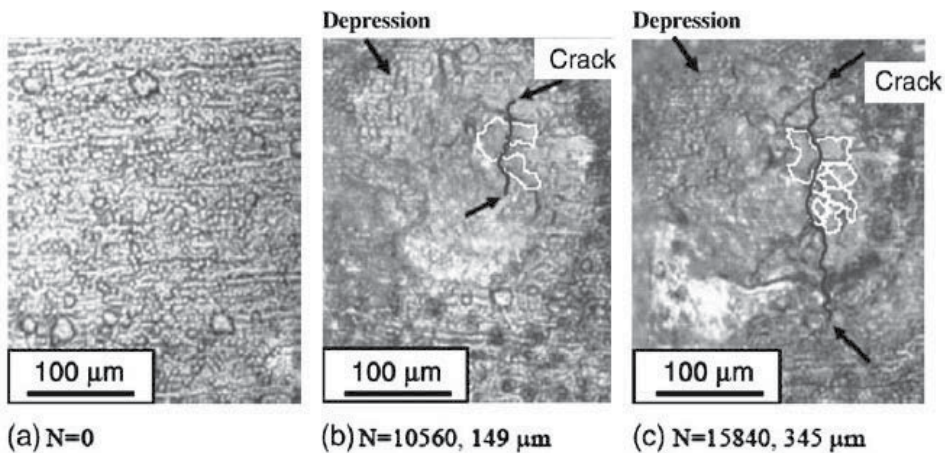 Depression
Depression
Crack
Crack
100 μm
100 μm
100 μm
(a) N=0
(b) N=10560, 149 μm
(c) N=15840, 345 μm